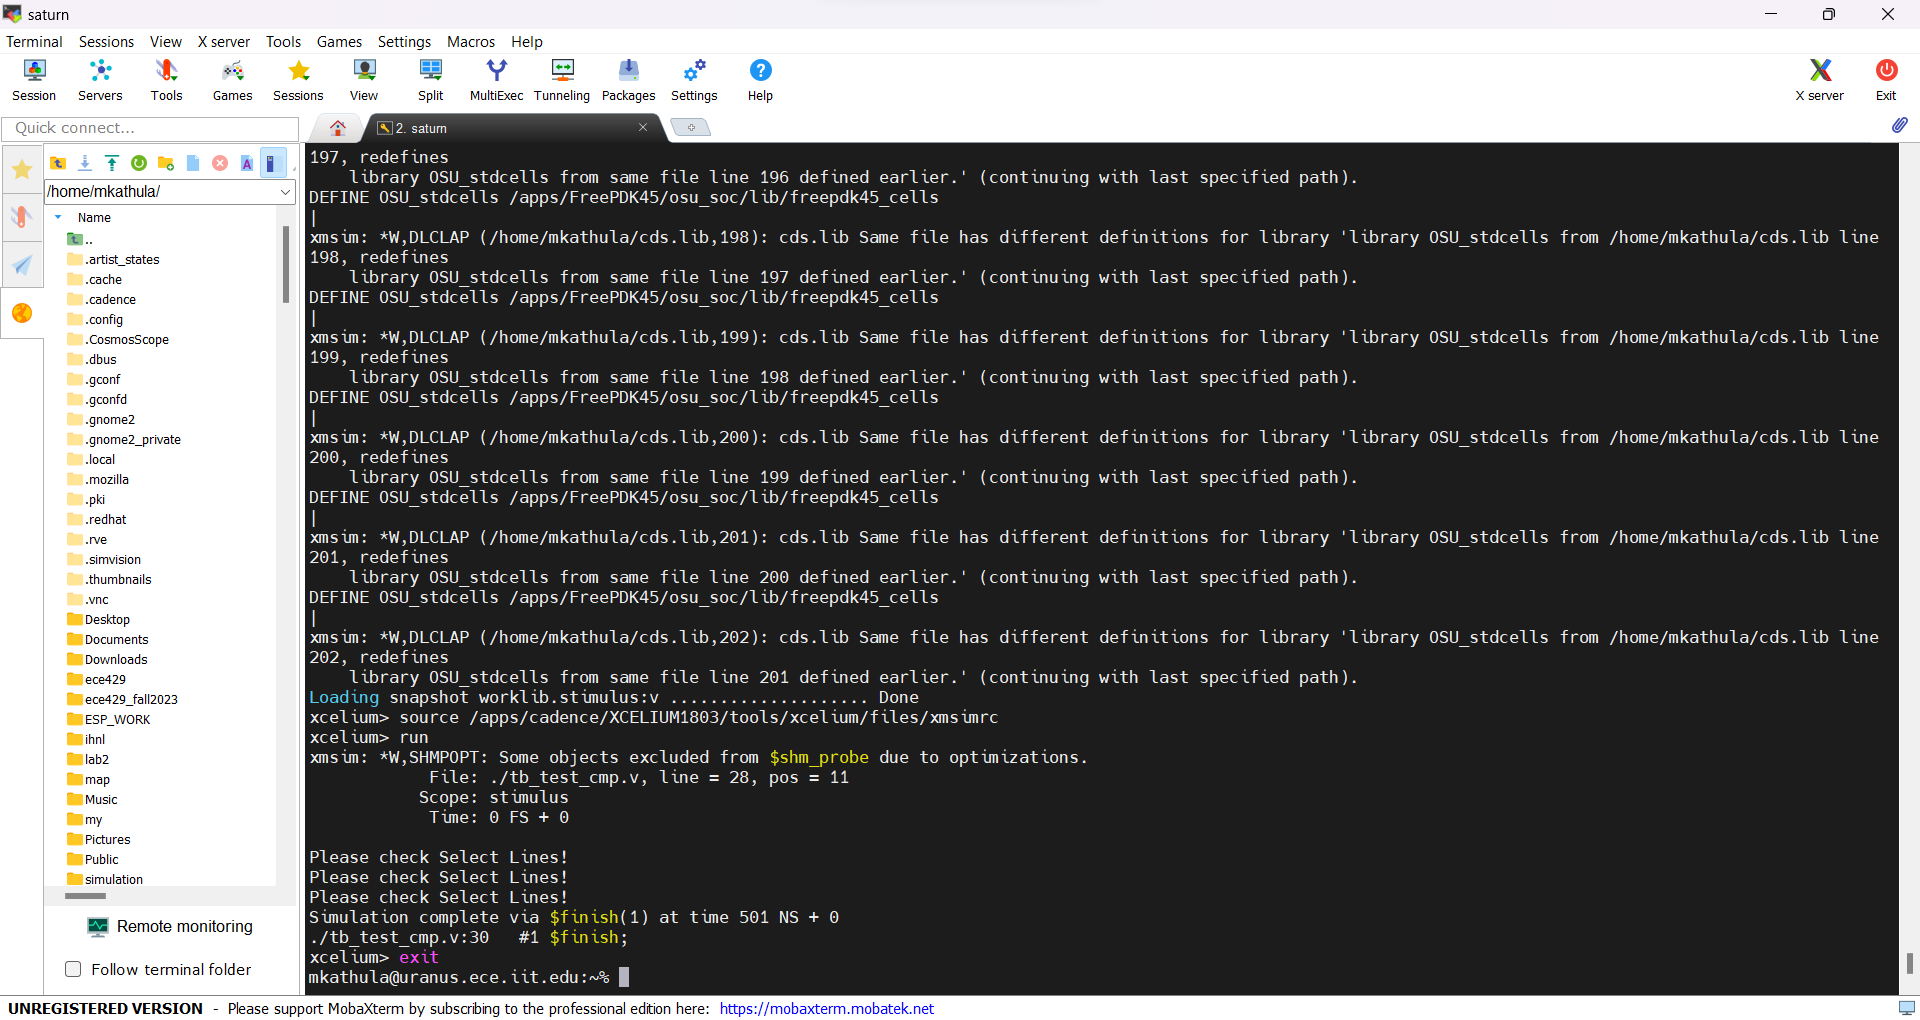 saturn
Terminal Sessions View X server Tools Games Settings Macros Help
Session Servers Tools Games Sessions View Split MultiExec Tunneling Packages Settings Help X server Exit
Quick connect...
2. saturn
/home/mkathula/
Name
..
.artist_states
.cache
.cadence
.config
.CosmosScope
.dbus
.gconf
.gconfd
.gnome2
.gnome2_private
.local
.mozilla
.pki
.redhat
.rve
.simvision
.thumbnails
.vnc
Desktop
Documents
Downloads
ece429
ece429_fall2023
ESP_WORK
ihnl
lab2
map
Music
my
Pictures
Public
simulation
Remote monitoring
Follow terminal folder
197, redefines
    library OSU_stdcells from same file line 196 defined earlier.' (continuing with last specified path).
DEFINE OSU_stdcells /apps/FreePDK45/osu_soc/lib/freepdk45_cells
|
xmsim: *W,DLCLAP (/home/mkathula/cds.lib,198): cds.lib Same file has different definitions for library 'library OSU_stdcells from /home/mkathula/cds.lib line
198, redefines
    library OSU_stdcells from same file line 197 defined earlier.' (continuing with last specified path).
DEFINE OSU_stdcells /apps/FreePDK45/osu_soc/lib/freepdk45_cells
|
xmsim: *W,DLCLAP (/home/mkathula/cds.lib,199): cds.lib Same file has different definitions for library 'library OSU_stdcells from /home/mkathula/cds.lib line
199, redefines
    library OSU_stdcells from same file line 198 defined earlier.' (continuing with last specified path).
DEFINE OSU_stdcells /apps/FreePDK45/osu_soc/lib/freepdk45_cells
|
xmsim: *W,DLCLAP (/home/mkathula/cds.lib,200): cds.lib Same file has different definitions for library 'library OSU_stdcells from /home/mkathula/cds.lib line
200, redefines
    library OSU_stdcells from same file line 199 defined earlier.' (continuing with last specified path).
DEFINE OSU_stdcells /apps/FreePDK45/osu_soc/lib/freepdk45_cells
|
xmsim: *W,DLCLAP (/home/mkathula/cds.lib,201): cds.lib Same file has different definitions for library 'library OSU_stdcells from /home/mkathula/cds.lib line
201, redefines
    library OSU_stdcells from same file line 200 defined earlier.' (continuing with last specified path).
DEFINE OSU_stdcells /apps/FreePDK45/osu_soc/lib/freepdk45_cells
|
xmsim: *W,DLCLAP (/home/mkathula/cds.lib,202): cds.lib Same file has different definitions for library 'library OSU_stdcells from /home/mkathula/cds.lib line
202, redefines
    library OSU_stdcells from same file line 201 defined earlier.' (continuing with last specified path).
Loading snapshot worklib.stimulus:v .................... Done
xcelium> source /apps/cadence/XCELIUM1803/tools/xcelium/files/xmsimrc
xcelium> run
xmsim: *W,SHMPOPT: Some objects excluded from $shm_probe due to optimizations.
            File: ./tb_test_cmp.v, line = 28, pos = 11
           Scope: stimulus
            Time: 0 FS + 0
Please check Select Lines!
Please check Select Lines!
Please check Select Lines!
Simulation complete via $finish(1) at time 501 NS + 0
./tb_test_cmp.v:30   #1 $finish;
xcelium> exit
mkathula@uranus.ece.iit.edu:~%
UNREGISTERED VERSION - Please support MobaXterm by subscribing to the professional edition here: https://mobaxterm.mobatek.net